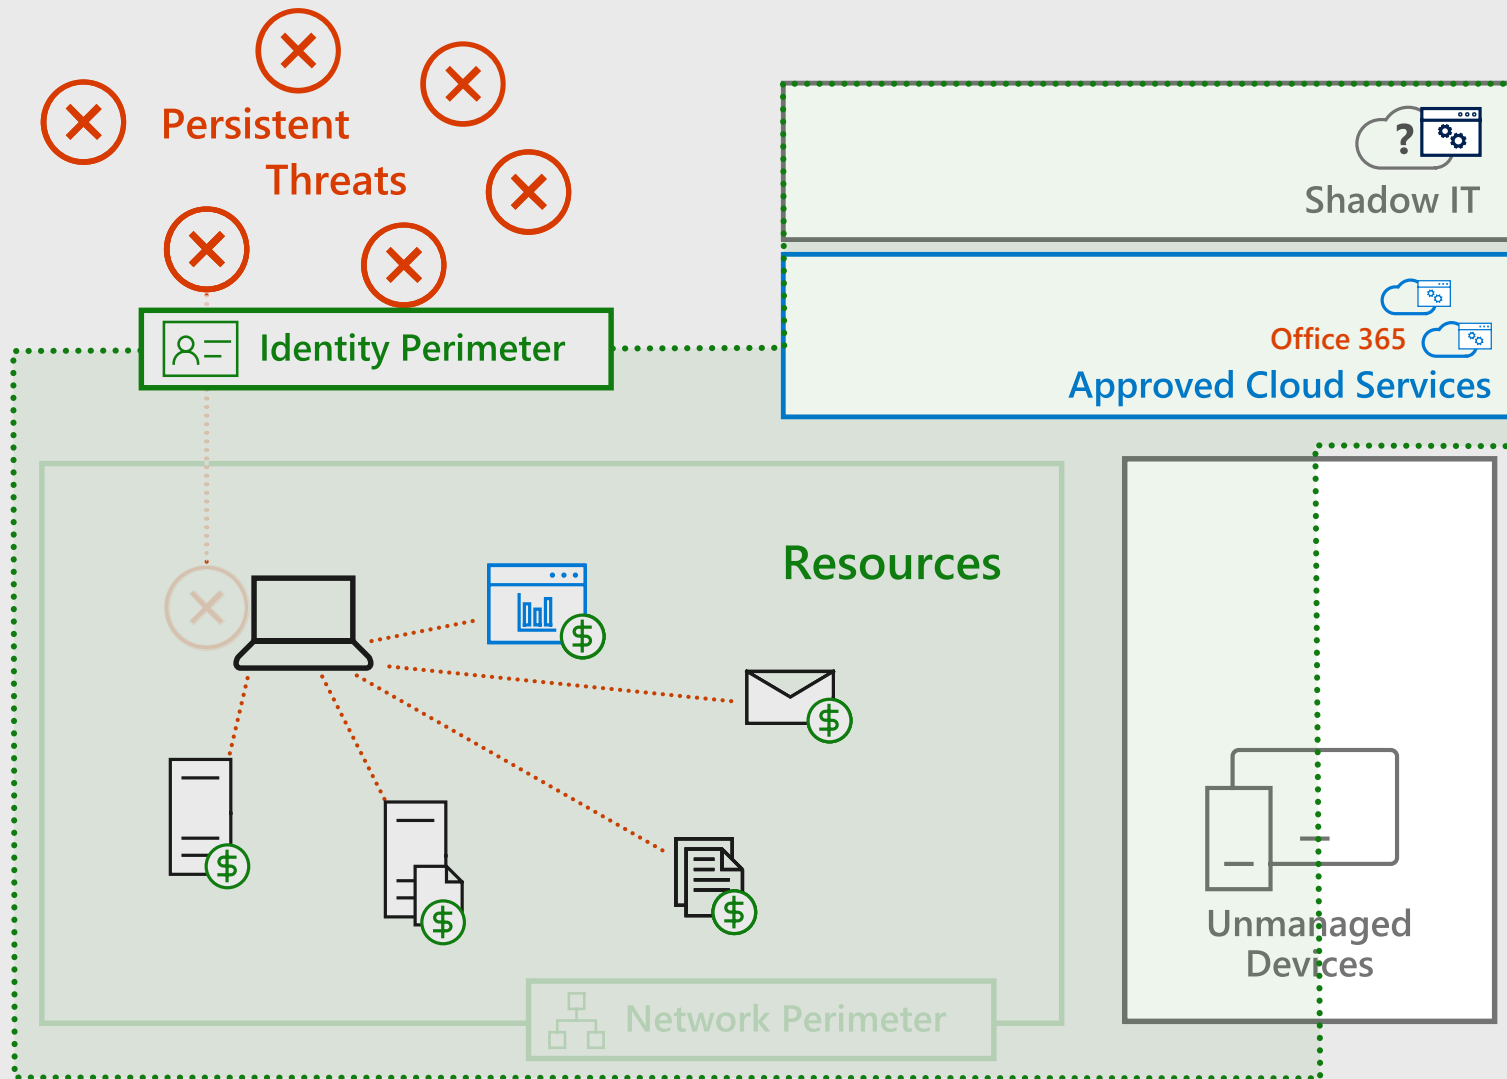 Persistent
Threats
?
Shadow IT
Office 365
Approved Cloud Services
Identity Perimeter
Resources
$
$
$
$
$
Unmanaged
Devices
Network Perimeter